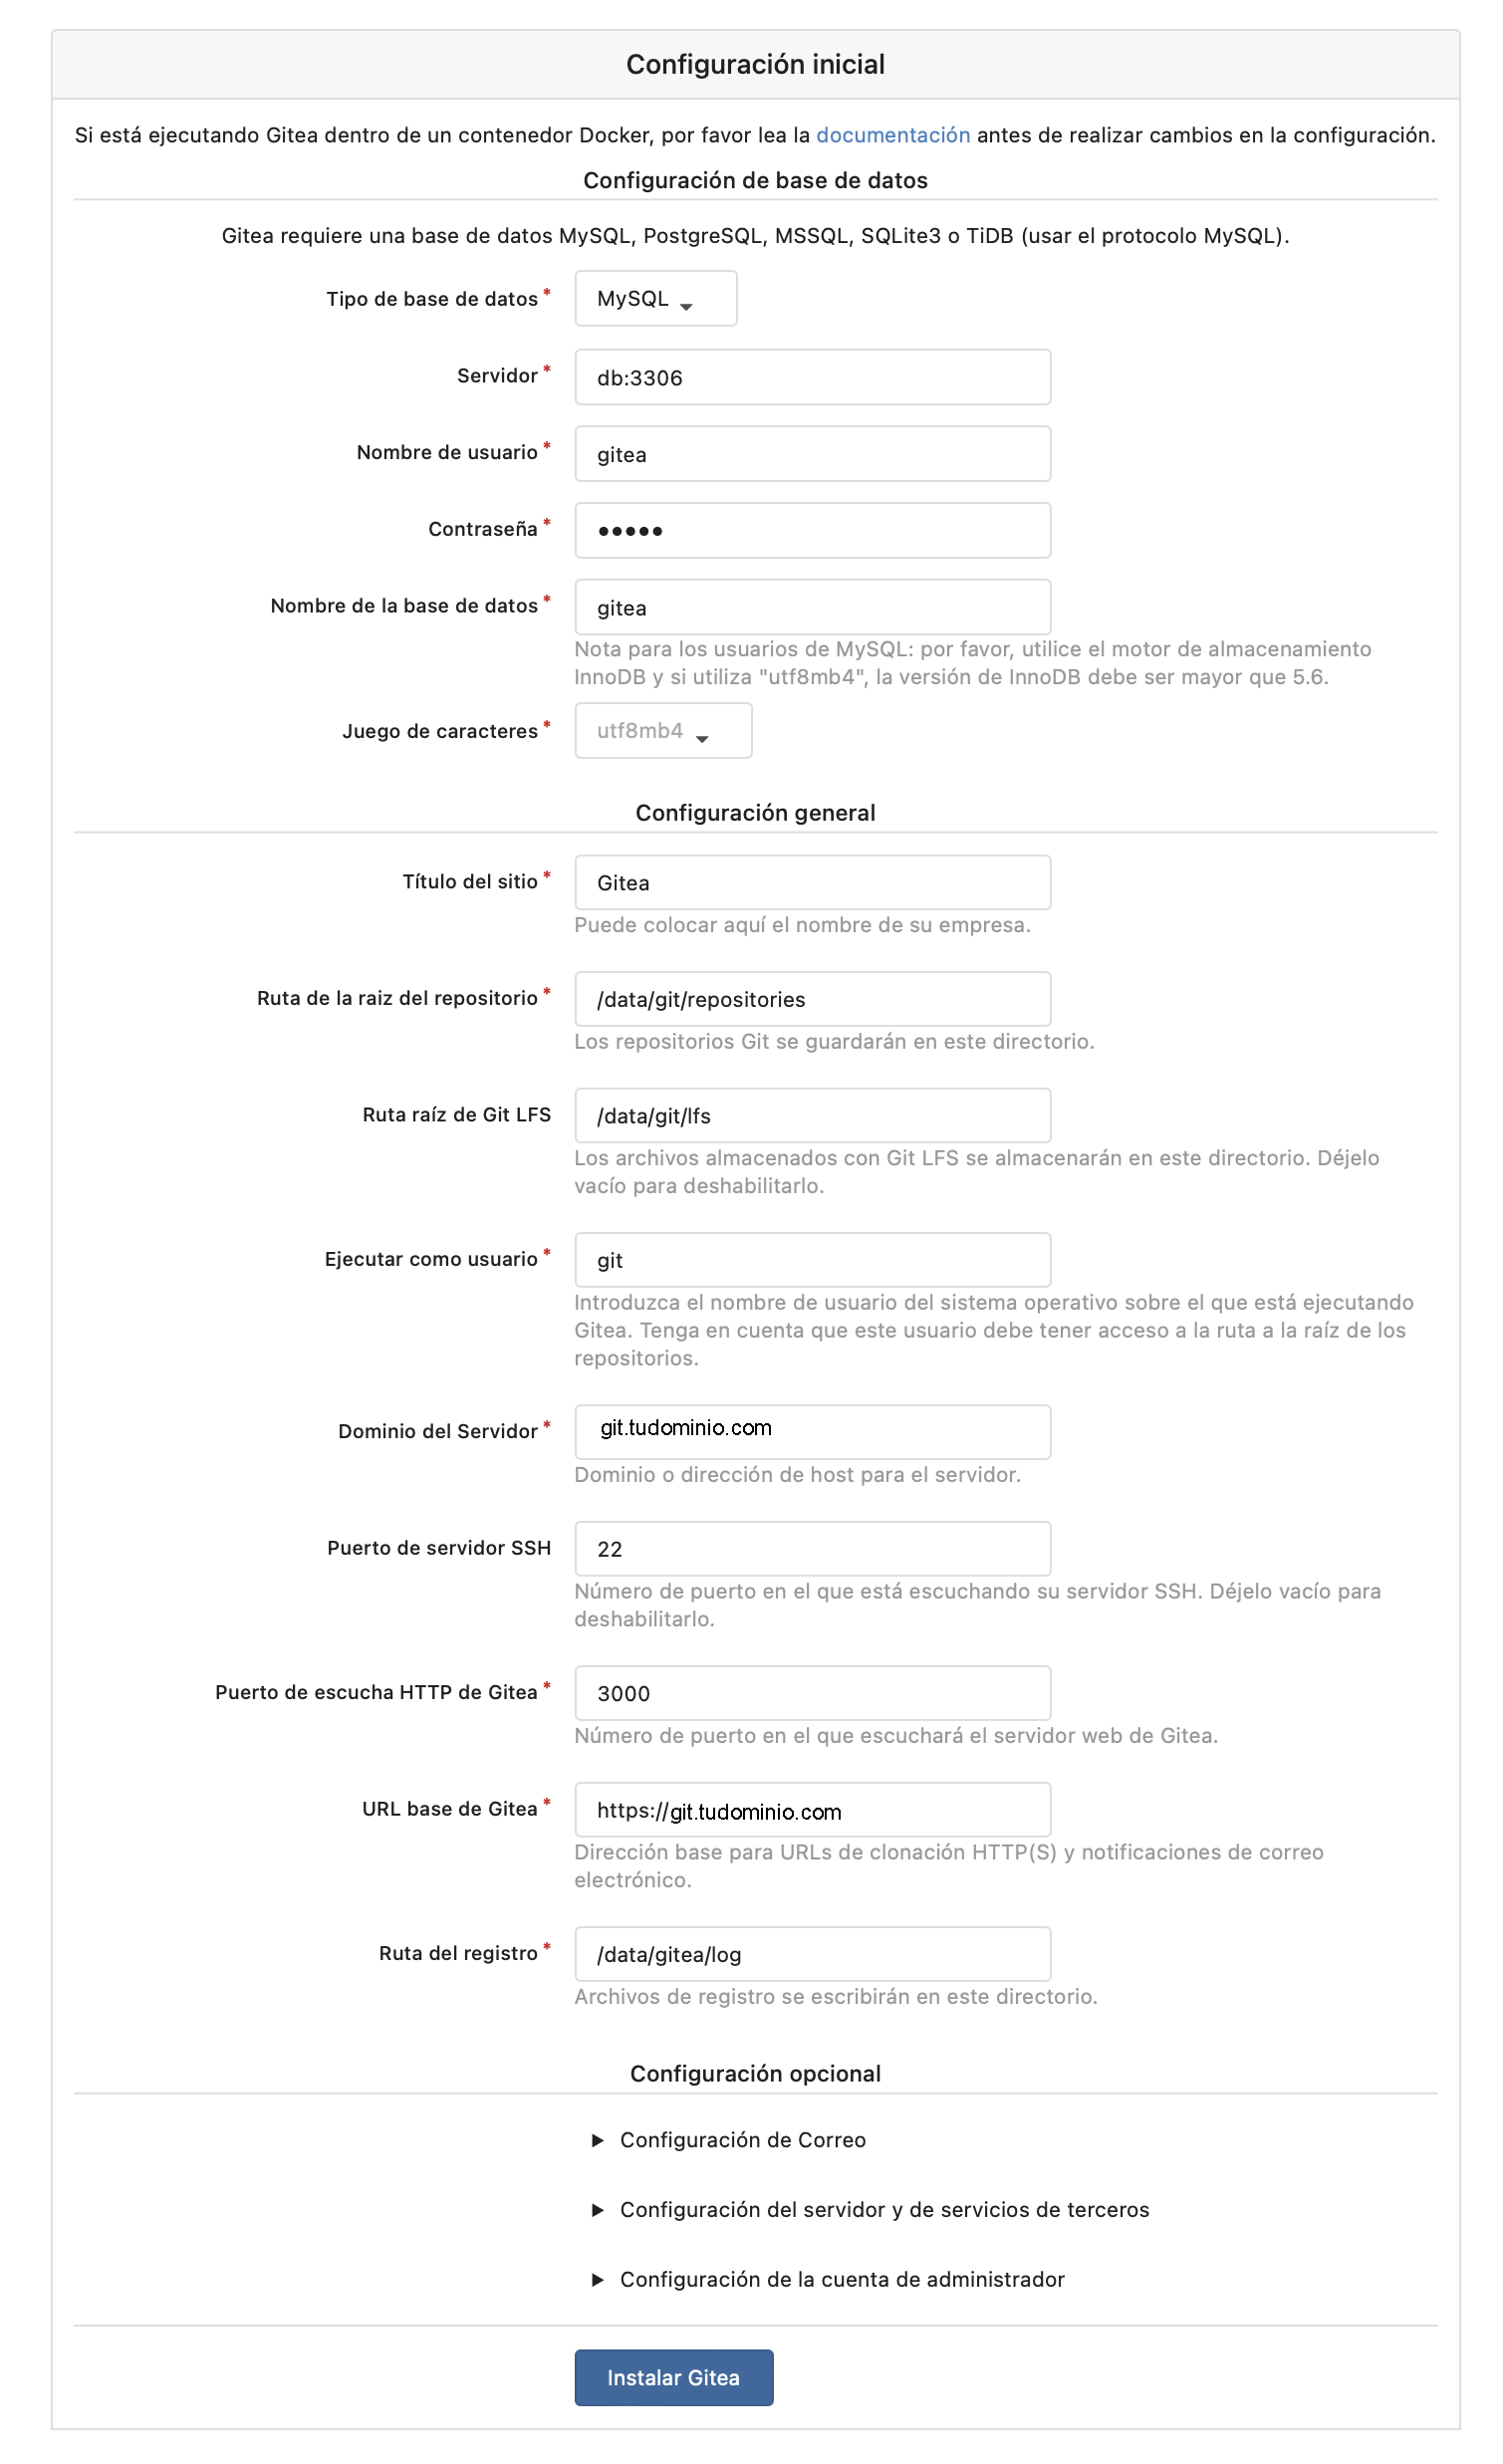 Configuración inicial
Si está ejecutando Gitea dentro de un contenedor Docker, por favor lea la documentación antes de realizar cambios en la configuración.
Configuración de base de datos
Gitea requiere una base de datos MySQL, PostgreSQL, MSSQL, SQLite3 o TiDB (usar el protocolo MySQL).
Tipo de base de datos* MySQL
Servidor* db:3306
Nombre de usuario* gitea
Contraseña* •••••
Nombre de la base de datos* gitea
Nota para los usuarios de MySQL: por favor, utilice el motor de almacenamiento
InnoDB y si utiliza "utf8mb4", la versión de InnoDB debe ser mayor que 5.6.
Juego de caracteres* utf8mb4
Configuración general
Título del sitio* Gitea
Puede colocar aquí el nombre de su empresa.
Ruta de la raiz del repositorio* /data/git/repositories
Los repositorios Git se guardarán en este directorio.
Ruta raíz de Git LFS /data/git/lfs
Los archivos almacenados con Git LFS se almacenarán en este directorio. Déjelo
vacío para deshabilitarlo.
Ejecutar como usuario* git
Introduzca el nombre de usuario del sistema operativo sobre el que está ejecutando
Gitea. Tenga en cuenta que este usuario debe tener acceso a la ruta a la raíz de los
repositorios.
Dominio del Servidor* git.tudominio.com
Dominio o dirección de host para el servidor.
Puerto de servidor SSH 22
Número de puerto en el que está escuchando su servidor SSH. Déjelo vacío para
deshabilitarlo.
Puerto de escucha HTTP de Gitea* 3000
Número de puerto en el que escuchará el servidor web de Gitea.
URL base de Gitea* https://git.tudominio.com
Dirección base para URLs de clonación HTTP(S) y notificaciones de correo
electrónico.
Ruta del registro* /data/gitea/log
Archivos de registro se escribirán en este directorio.
Configuración opcional
▶ Configuración de Correo
▶ Configuración del servidor y de servicios de terceros
▶ Configuración de la cuenta de administrador
Instalar Gitea